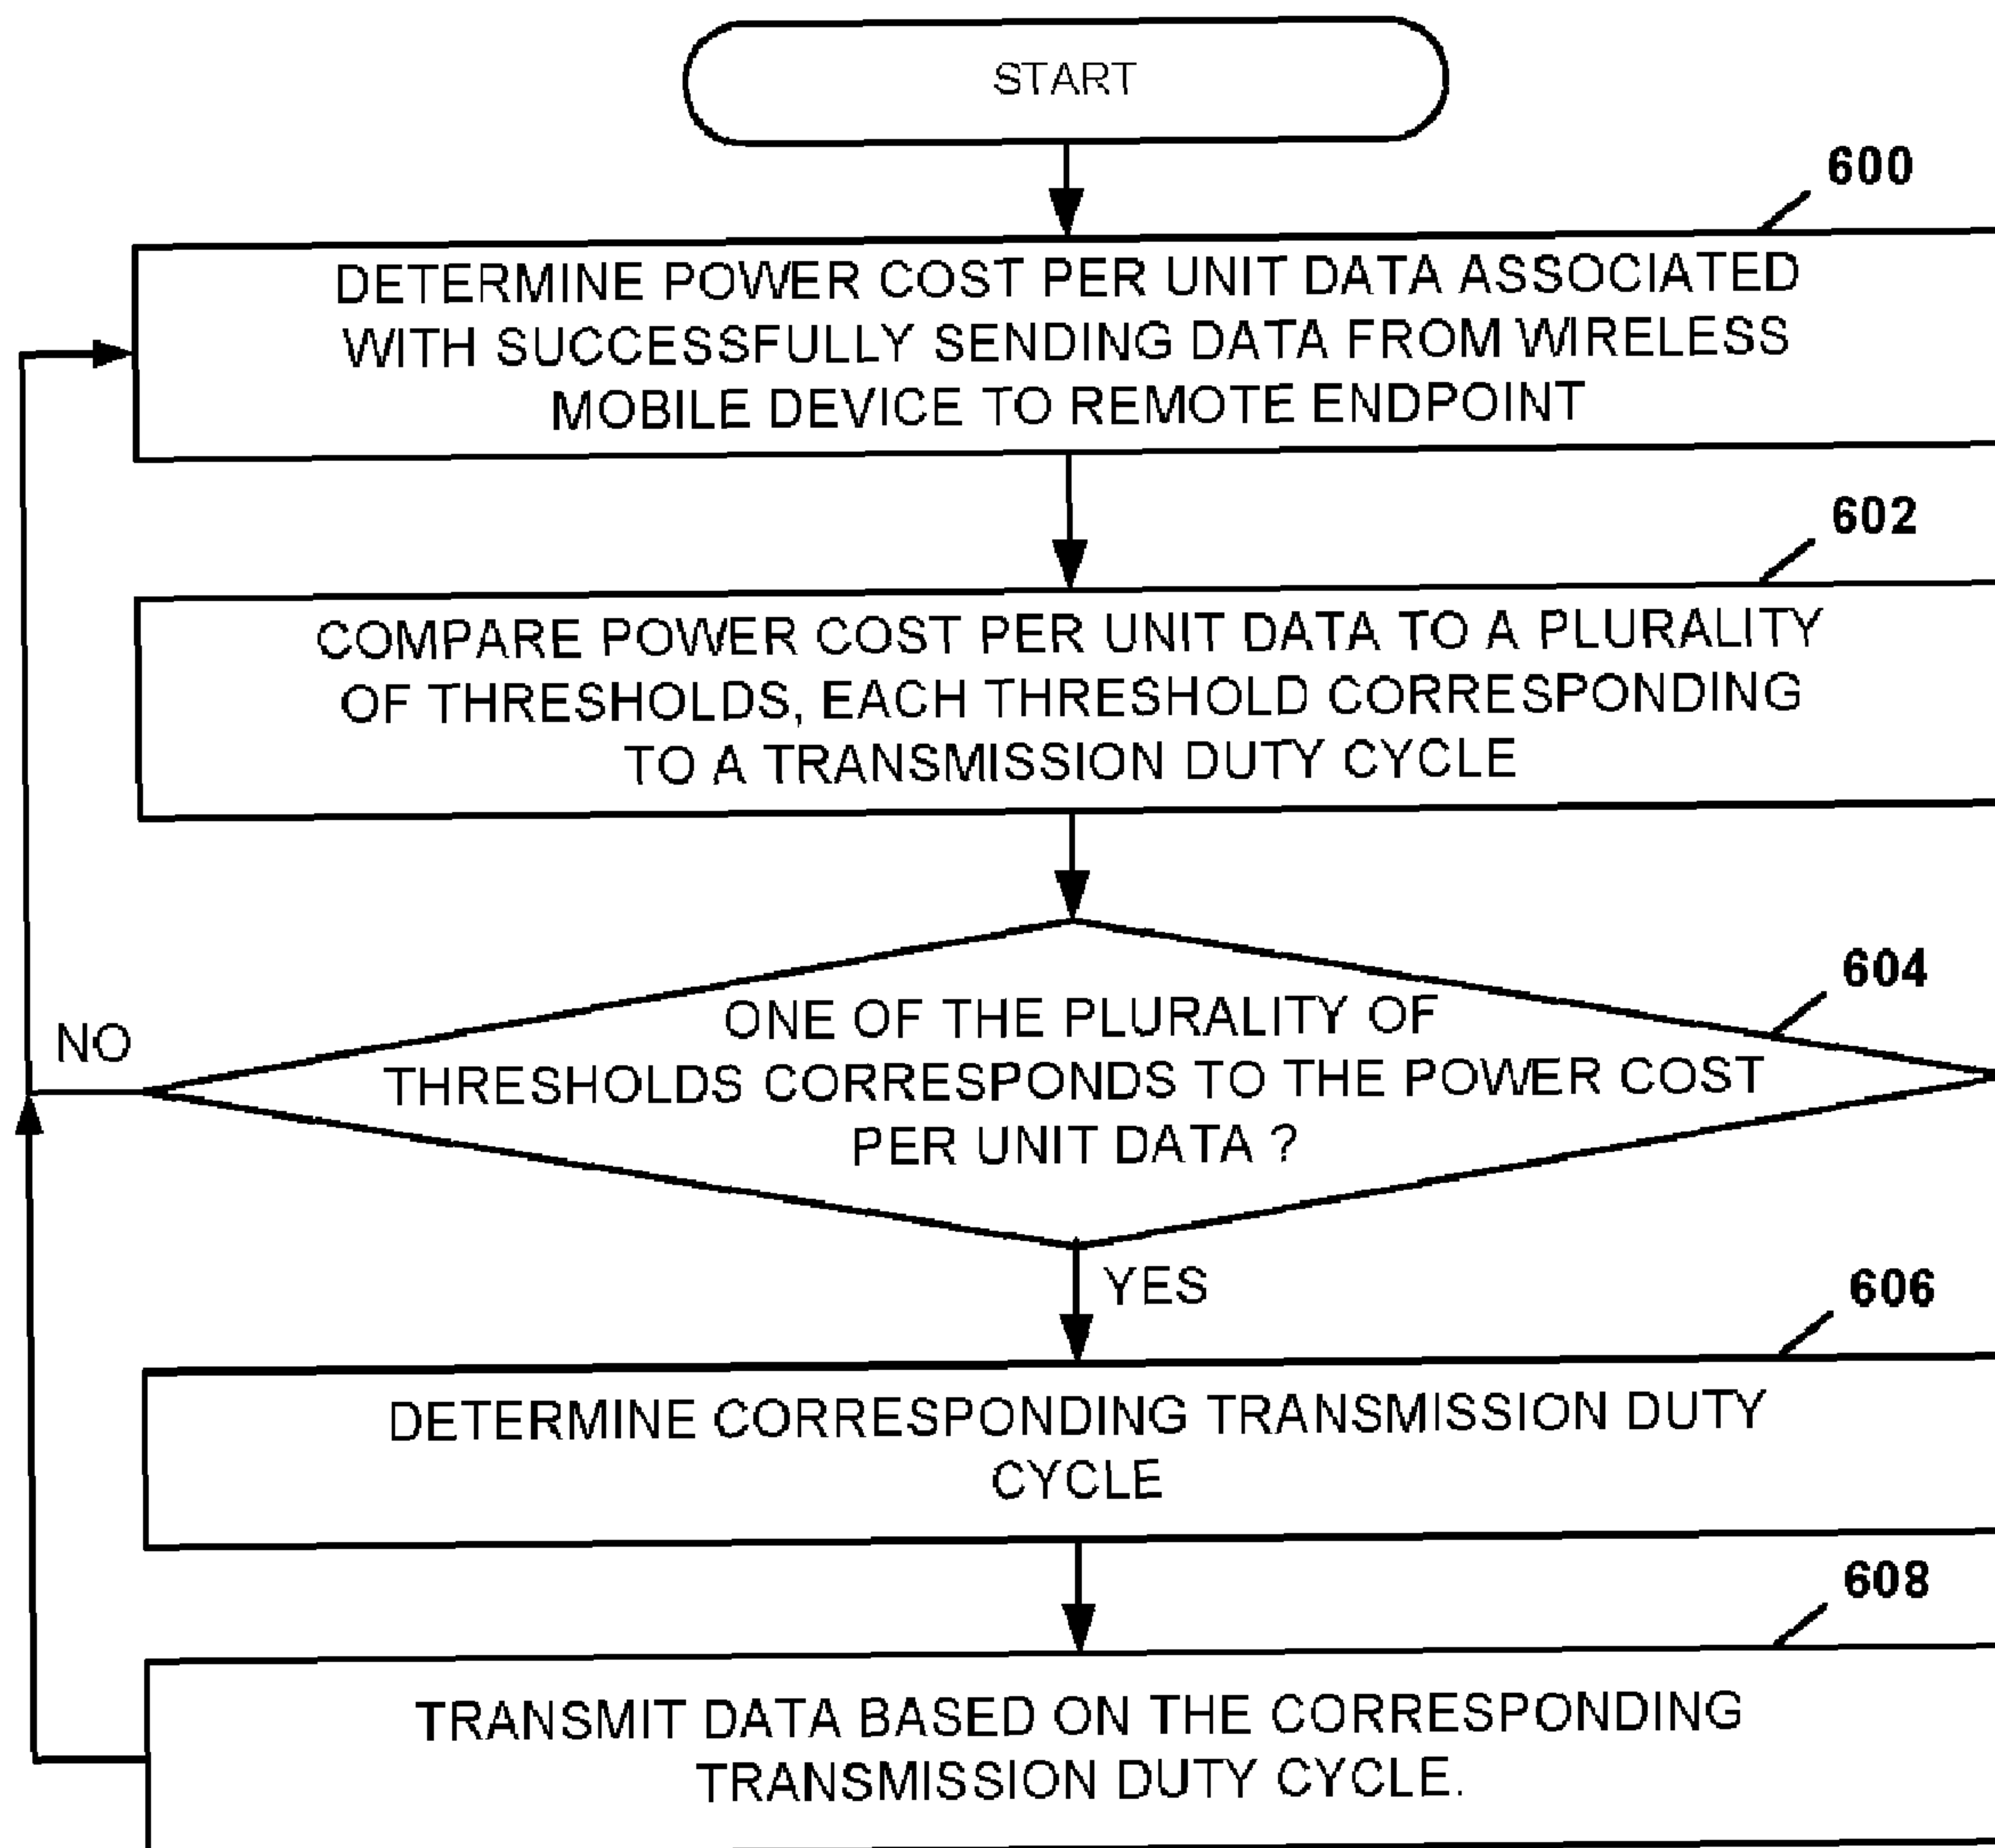 START
600
DETERMINE POWER COST PER UNIT DATA ASSOCIATED
WITH SUCCESSFULLY SENDING DATA FROM WIRELESS
MOBILE DEVICE TO REMOTE ENDPOINT
602
COMPARE POWER COST PER UNIT DATA TO A PLURALITY
OF THRESHOLDS, EACH THRESHOLD CORRESPONDING
TO A TRANSMISSION DUTY CYCLE
604
ONE OF THE PLURALITY OF
THRESHOLDS CORRESPONDS TO THE POWER COST
PER UNIT DATA ?
NO
YES
606
DETERMINE CORRESPONDING TRANSMISSION DUTY
CYCLE
608
TRANSMIT DATA BASED ON THE CORRESPONDING
TRANSMISSION DUTY CYCLE.